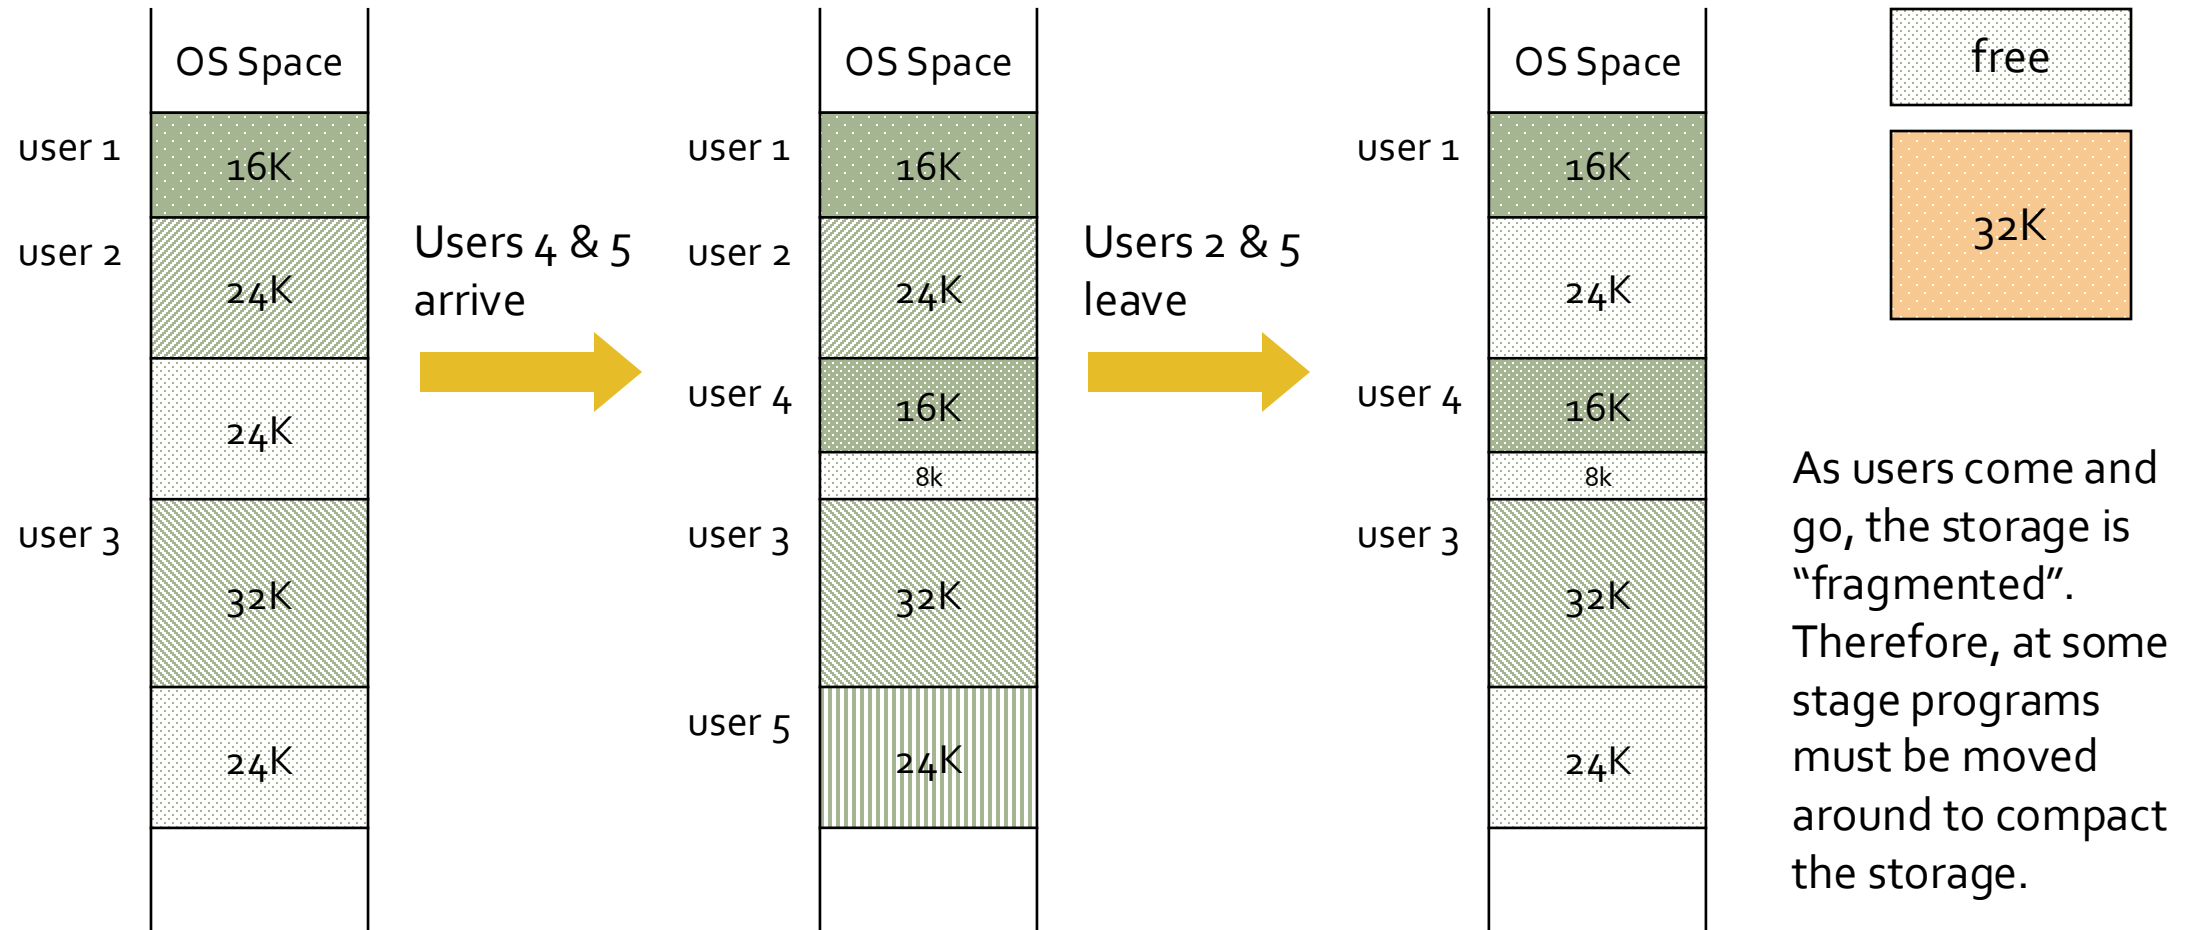 OS Space
user 1
16K
user 2
24K
24K
user 3
32K
24K
Users 4 & 5
arrive
OS Space
user 1
16K
user 2
24K
user 4
16K
8k
user 3
32K
user 5
24K
Users 2 & 5
leave
OS Space
user 1
16K
24K
user 4
16K
8k
user 3
32K
24K
free
32K
As users come and
go, the storage is
“fragmented”.
Therefore, at some
stage programs
must be moved
around to compact
the storage.